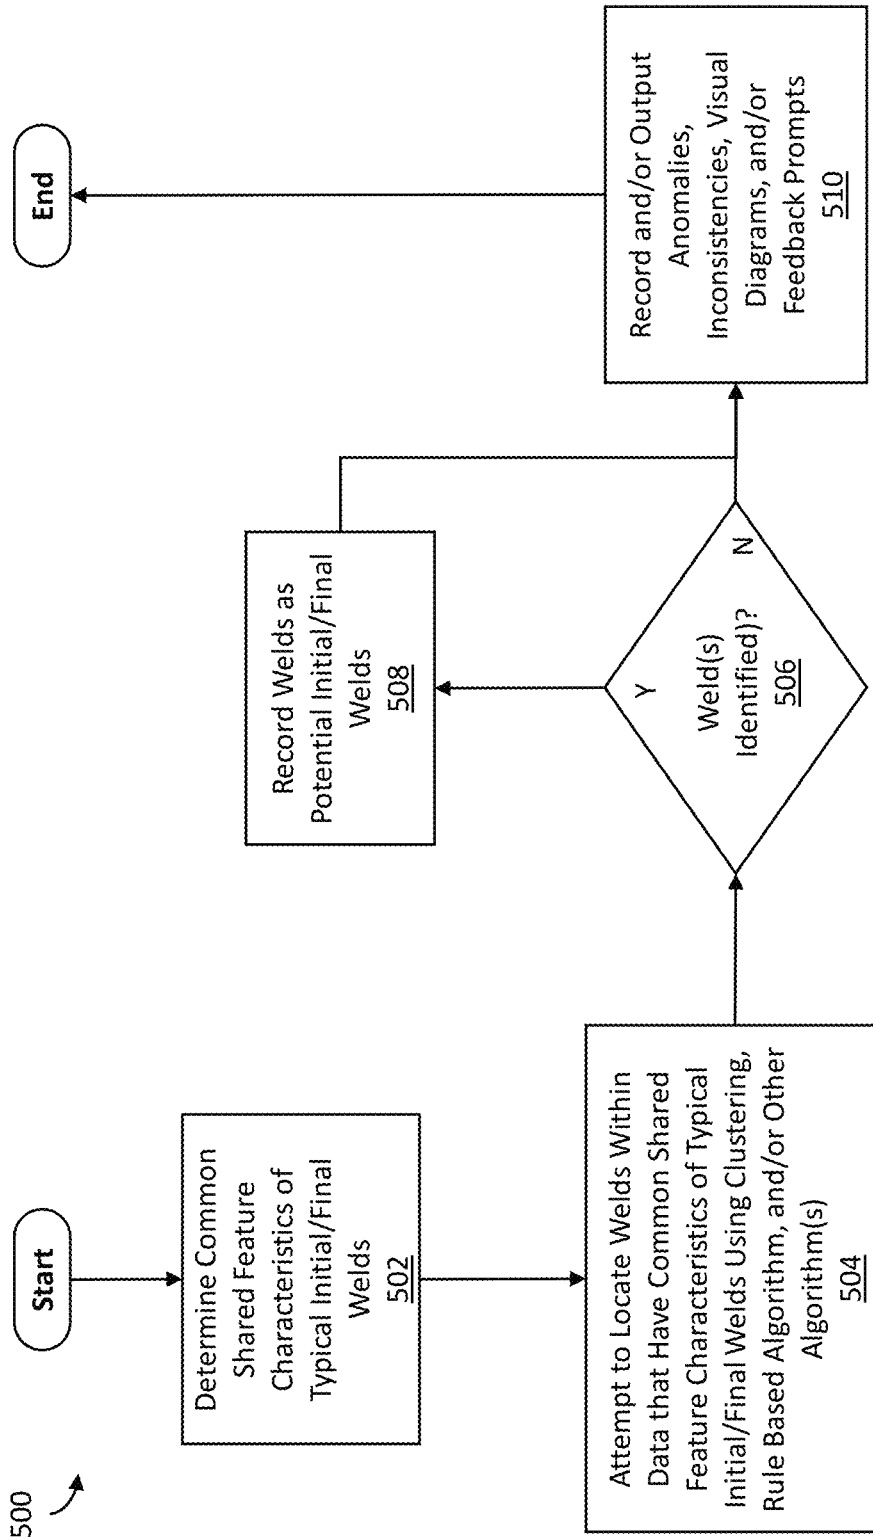 500
Start
Determine Common
Shared Feature
Characteristics of
Typical Initial/Final
Welds
502
Attempt to Locate Welds Within
Data that Have Common Shared
Feature Characteristics of Typical
Initial/Final Welds Using Clustering,
Rule Based Algorithm, and/or Other
Algorithm(s)
504
Y
Weld(s)
Identified)?
506
N
Record Welds as
Potential Initial/Final
Welds
508
Record and/or Output
Anomalies,
Inconsistencies, Visual
Diagrams, and/or
Feedback Prompts
510
End